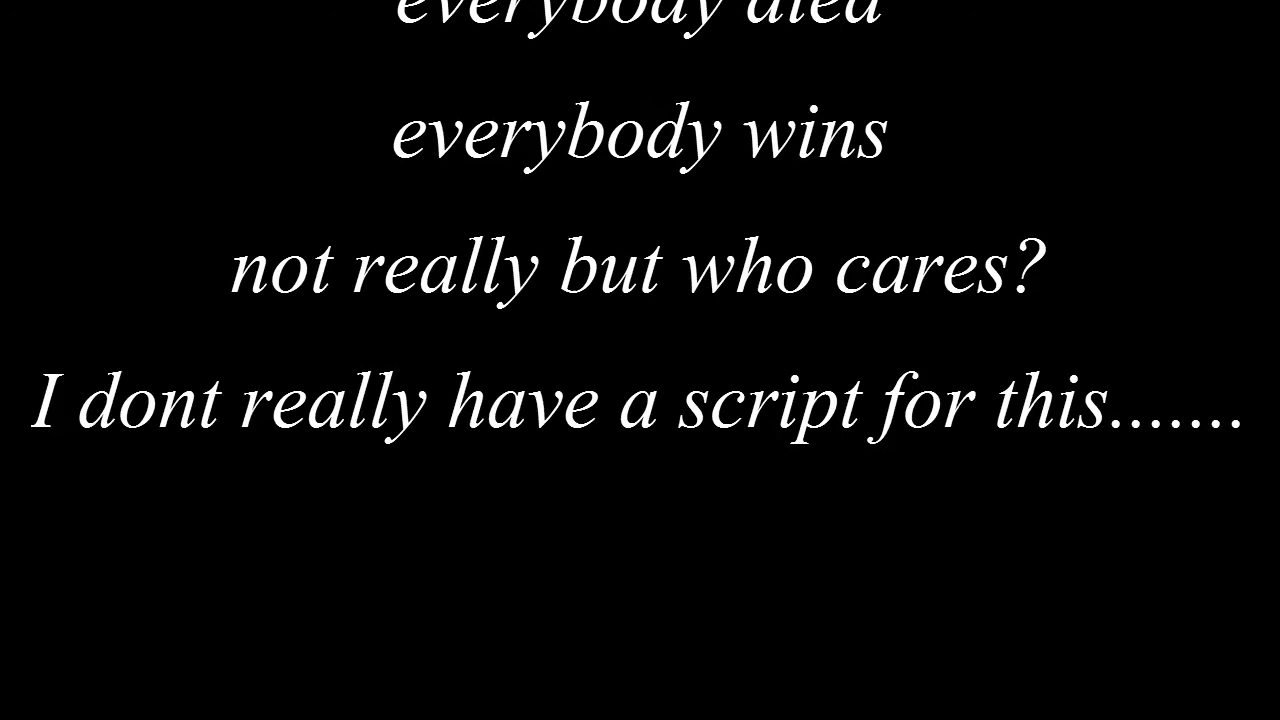 everybody died
everybody wins
not really but who cares?
I dont really have a script for this.......